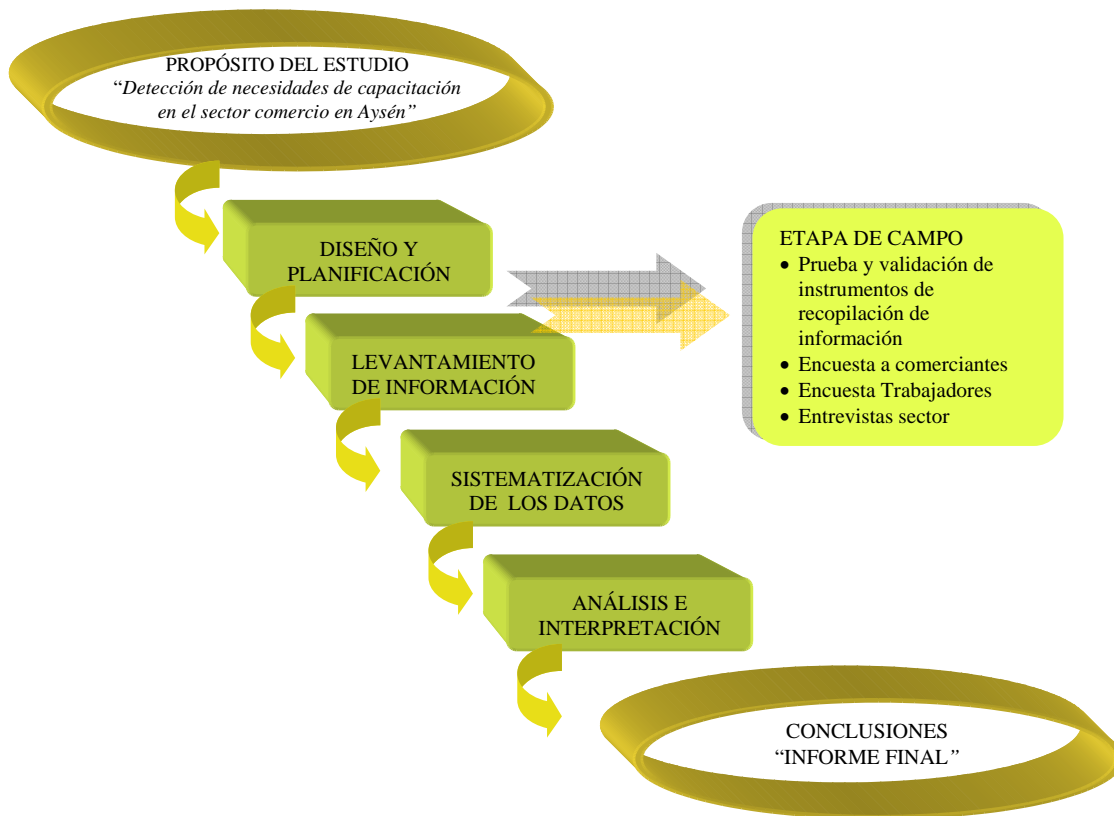 PROPÓSITO DEL ESTUDIO
“Detección de necesidades de capacitación
en el sector comercio en Aysén”
DISEÑO Y
PLANIFICACIÓN
ETAPA DE CAMPO
• Prueba y validación de
instrumentos de
recopilación de
información
• Encuesta a comerciantes
• Encuesta Trabajadores
• Entrevistas sector
LEVANTAMIENTO
DE INFORMACIÓN
SISTEMATIZACIÓN
DE LOS DATOS
ANÁLISIS E
INTERPRETACIÓN
CONCLUSIONES
“INFORME FINAL”